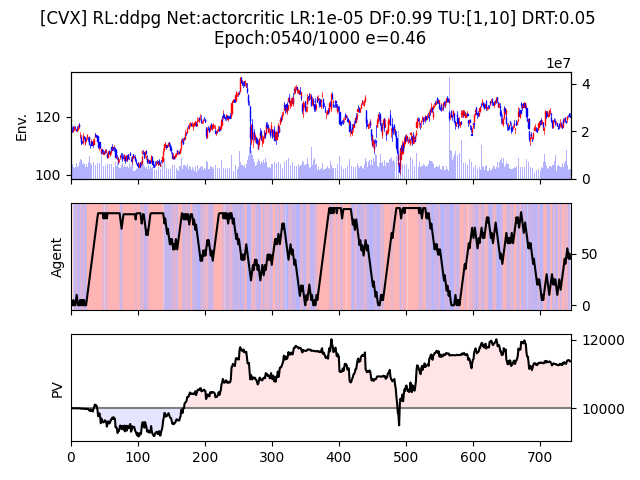 [CVX] RL:ddpg Net:actorcritic LR:1e-05 DF:0.99 TU:[1,10] DRT:0.05
Epoch:0540/1000 e=0.46
1e7
Env.
120
100
4
2
0
Agent
50
0
PV
12000
10000
0
100
200
300
400
500
600
700